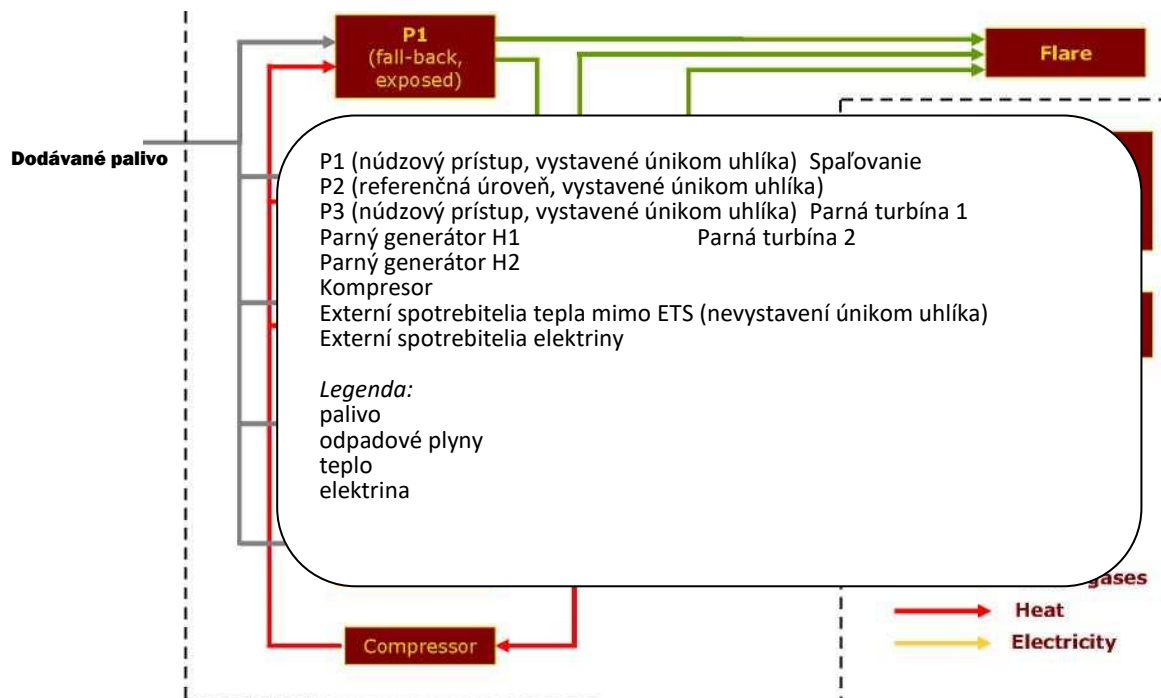 P1
(fall-back,
exposed)
Flare
Dodávané palivo
P1 (núdzový prístup, vystavené únikom uhlíka) Spaľovanie
P2 (referenčná úroveň, vystavené únikom uhlíka)
P3 (núdzový prístup, vystavené únikom uhlíka) Parná turbína 1
Parný generátor H1 Parná turbína 2
Parný generátor H2
Kompresor
Externí spotrebitelia tepla mimo ETS (nevystavení únikom uhlíka)
Externí spotrebitelia elektriny
Legenda:
palivo
odpadové plyny
teplo
elektrina
gases
Heat
Electricity
Compressor